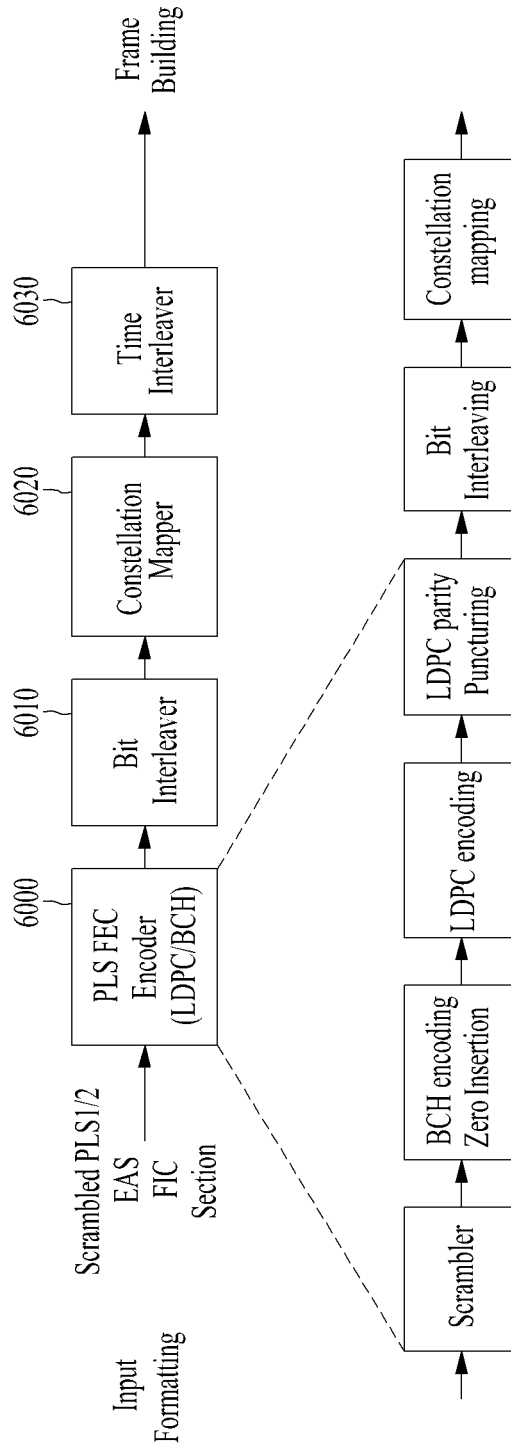 Input
Formatting
Scrambled PLS1/2
EAS
FIC
Section
6000
PLS FEC
Encoder
(LDPC/BCH)
6010
Bit
Interleaver
6020
Constellation
Mapper
6030
Time
Interleaver
Frame
Building
Scrambler
BCH encoding
Zero Insertion
LDPC encoding
LDPC parity
Puncturing
Bit
Interleaving
Constellation
mapping